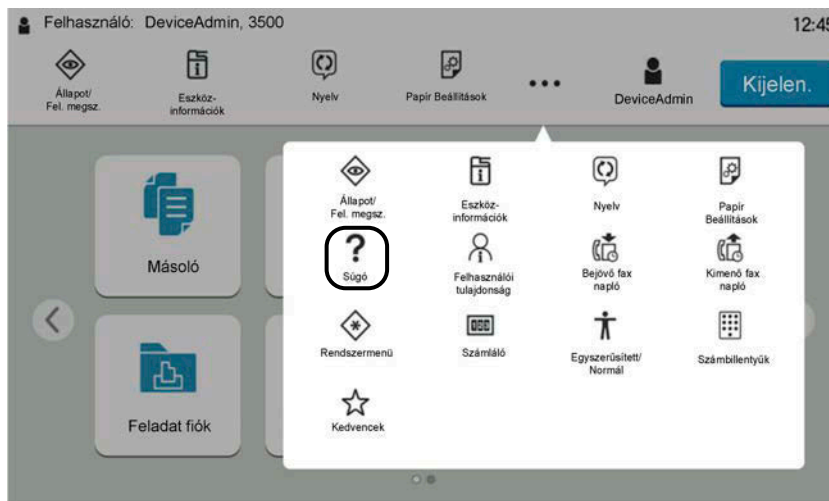 Felhasználó: DeviceAdmin, 3500
12:45
Állapot/
Fel. megsz.
Eszköz-
információk
Nyelv
Papír Beállítások
DeviceAdmin
Kijelen.
Állapot/
Fel. megsz.
Eszköz-
információk
Nyelv
Papír
Beállítások
Másoló
?
Súgó
Felhasználói
tulajdonság
Bejövő fax
napló
Kimenő fax
napló
Rendszermenü
Számláló
Egyszerűsített/
Normál
Számbillentyűk
Feladat fiók
Kedvencek